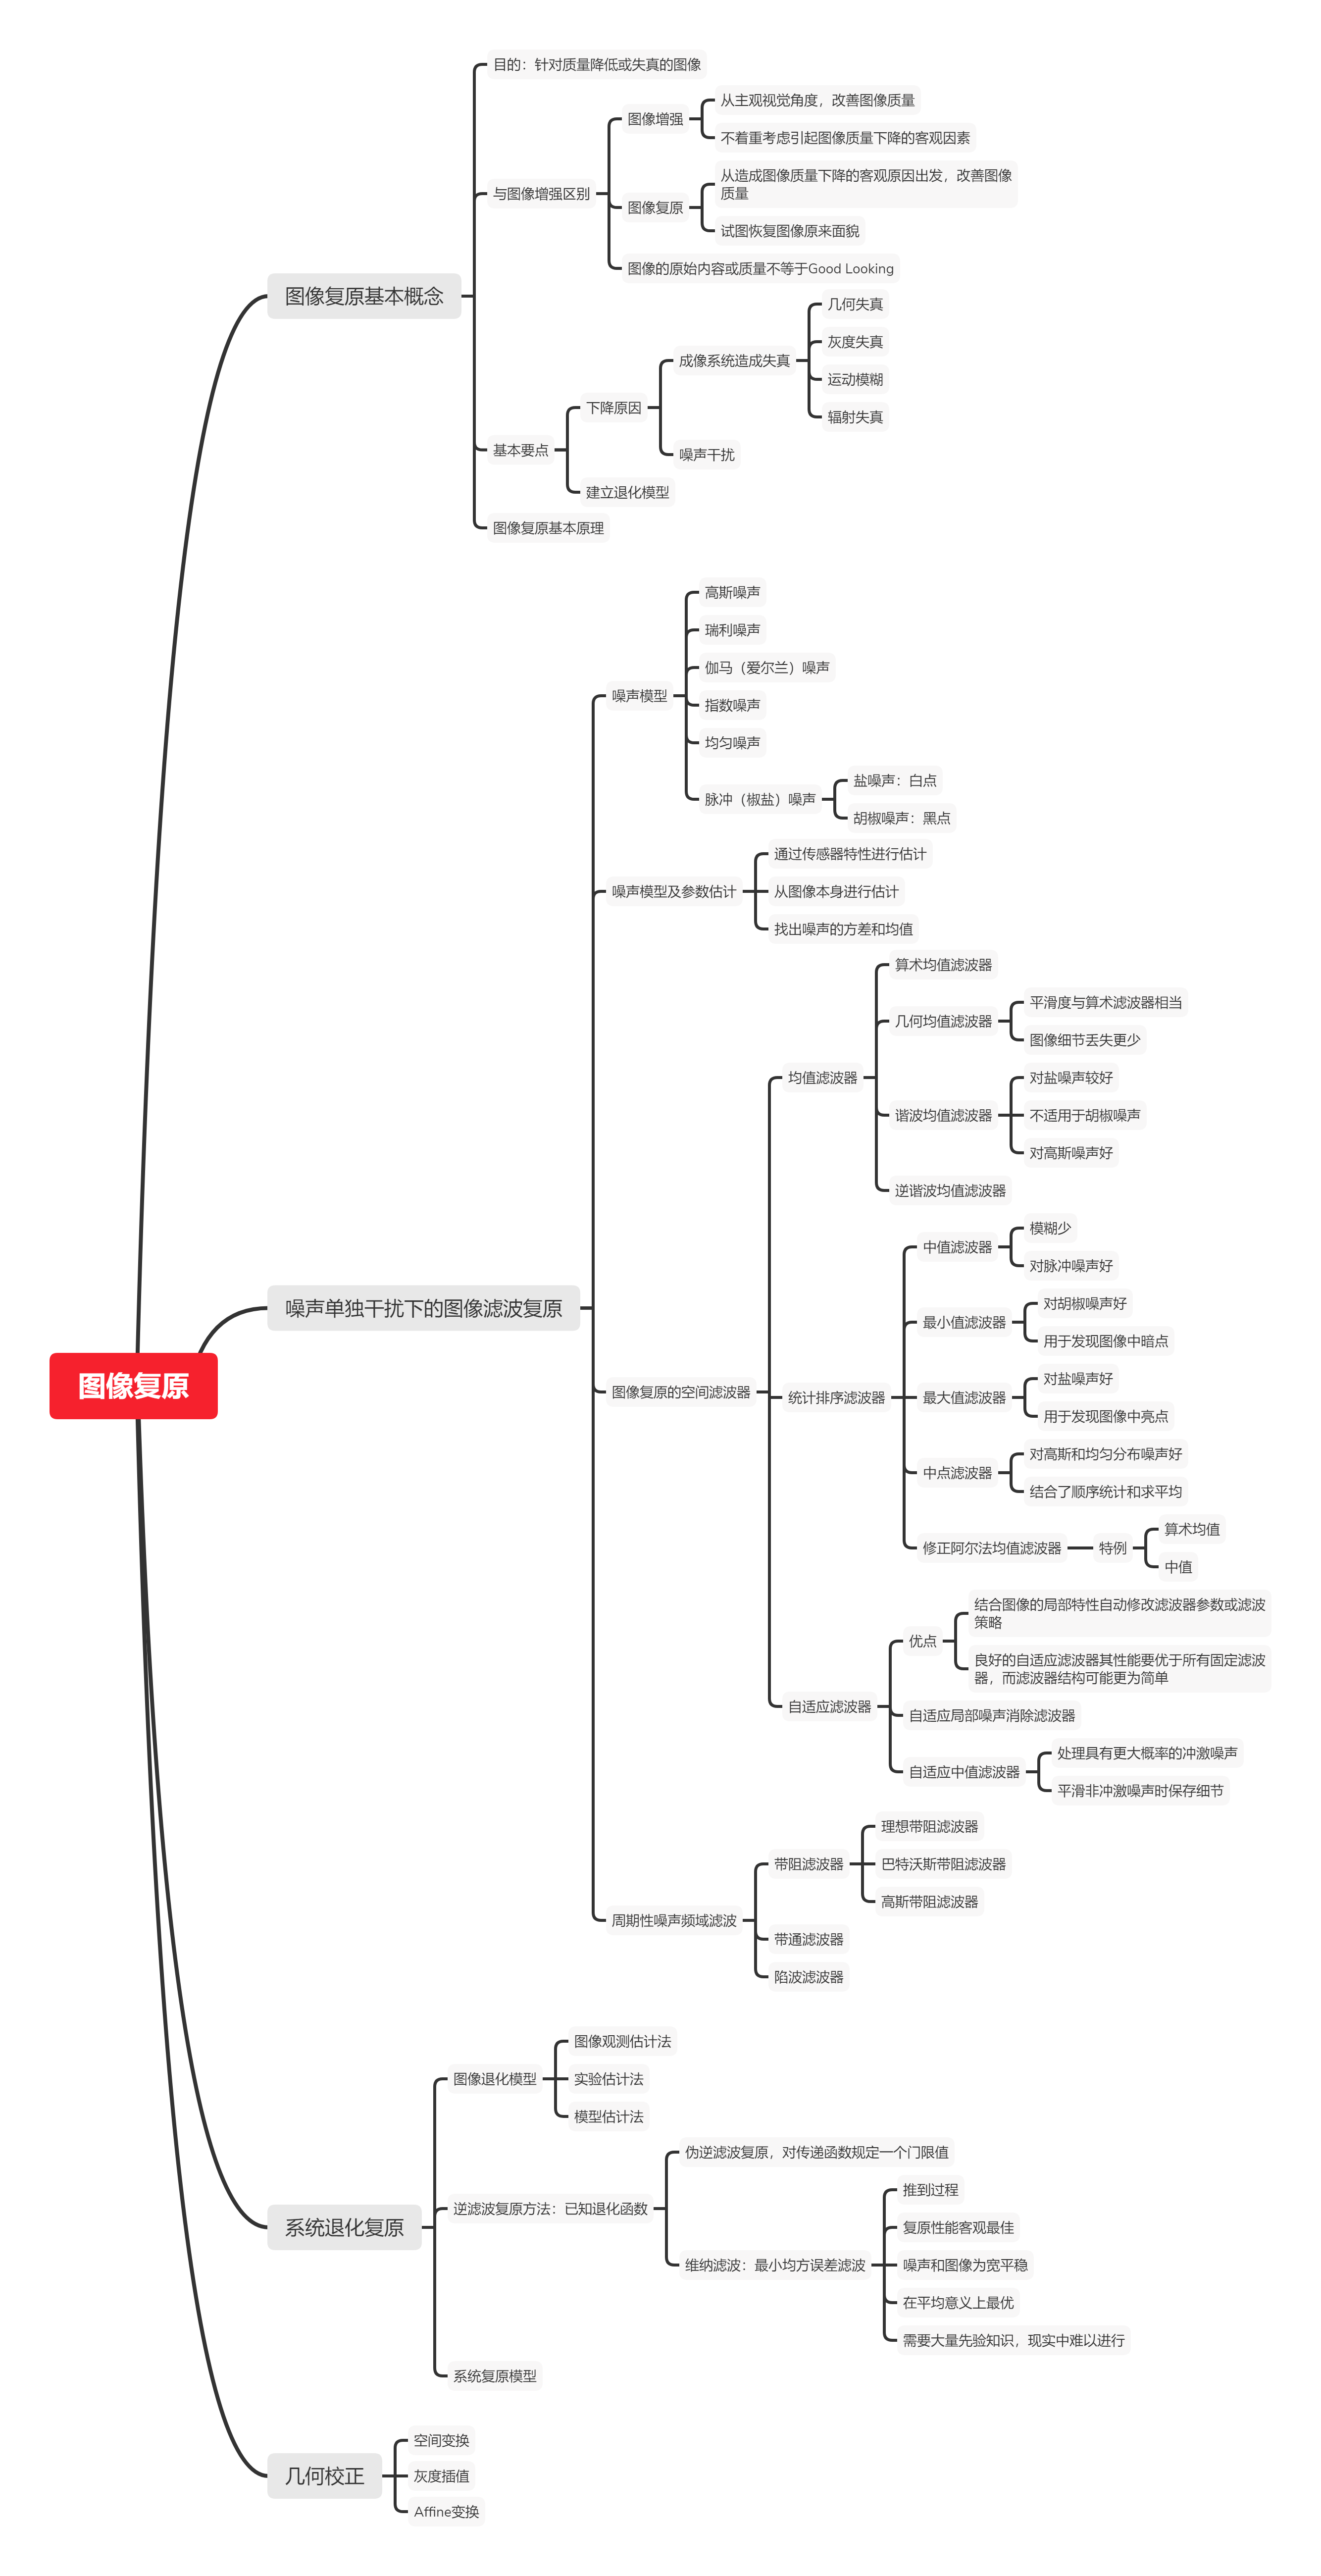 目的：针对质量降低或失真的图像
从主观视觉角度，改善图像质量
图像增强
不着重考虑引起图像质量下降的客观因素
从造成图像质量下降的客观原因出发，改善图像
质量
与图像增强区别
图像复原
试图恢复图像原来面貌
图像的原始内容或质量不等于Good Looking
图像复原基本概念
几何失真
灰度失真
成像系统造成失真
运动模糊
下降原因
辐射失真
基本要点
噪声干扰
建立退化模型
图像复原基本原理
高斯噪声
瑞利噪声
伽马（爱尔兰）噪声
噪声模型
指数噪声
均匀噪声
盐噪声：白点
脉冲（椒盐）噪声
胡椒噪声：黑点
通过传感器特性进行估计
噪声模型及参数估计
从图像本身进行估计
找出噪声的方差和均值
算术均值滤波器
平滑度与算术滤波器相当
几何均值滤波器
图像细节丢失更少
均值滤波器
对盐噪声较好
谐波均值滤波器
不适用于胡椒噪声
对高斯噪声好
逆谐波均值滤波器
模糊少
中值滤波器
对脉冲噪声好
噪声单独干扰下的图像滤波复原
对胡椒噪声好
最小值滤波器
用于发现图像中暗点
图像复原
图像复原的空间滤波器
统计排序滤波器
对盐噪声好
最大值滤波器
用于发现图像中亮点
对高斯和均匀分布噪声好
中点滤波器
结合了顺序统计和求平均
算术均值
修正阿尔法均值滤波器
特例
中值
结合图像的局部特性自动修改滤波器参数或滤波
策略
优点
良好的自适应滤波器其性能要优于所有固定滤波
器，而滤波器结构可能更为简单
自适应滤波器
自适应局部噪声消除滤波器
处理具有更大概率的冲激噪声
自适应中值滤波器
平滑非冲激噪声时保存细节
理想带阻滤波器
带阻滤波器
巴特沃斯带阻滤波器
高斯带阻滤波器
周期性噪声频域滤波
带通滤波器
陷波滤波器
图像观测估计法
图像退化模型
实验估计法
模型估计法
伪逆滤波复原，对传递函数规定一个门限值
逆滤波复原方法：已知退化函数
推到过程
系统退化复原
复原性能客观最佳
维纳滤波：最小均方误差滤波
噪声和图像为宽平稳
在平均意义上最优
需要大量先验知识，现实中难以进行
系统复原模型
空间变换
几何校正
灰度插值
Affine变换